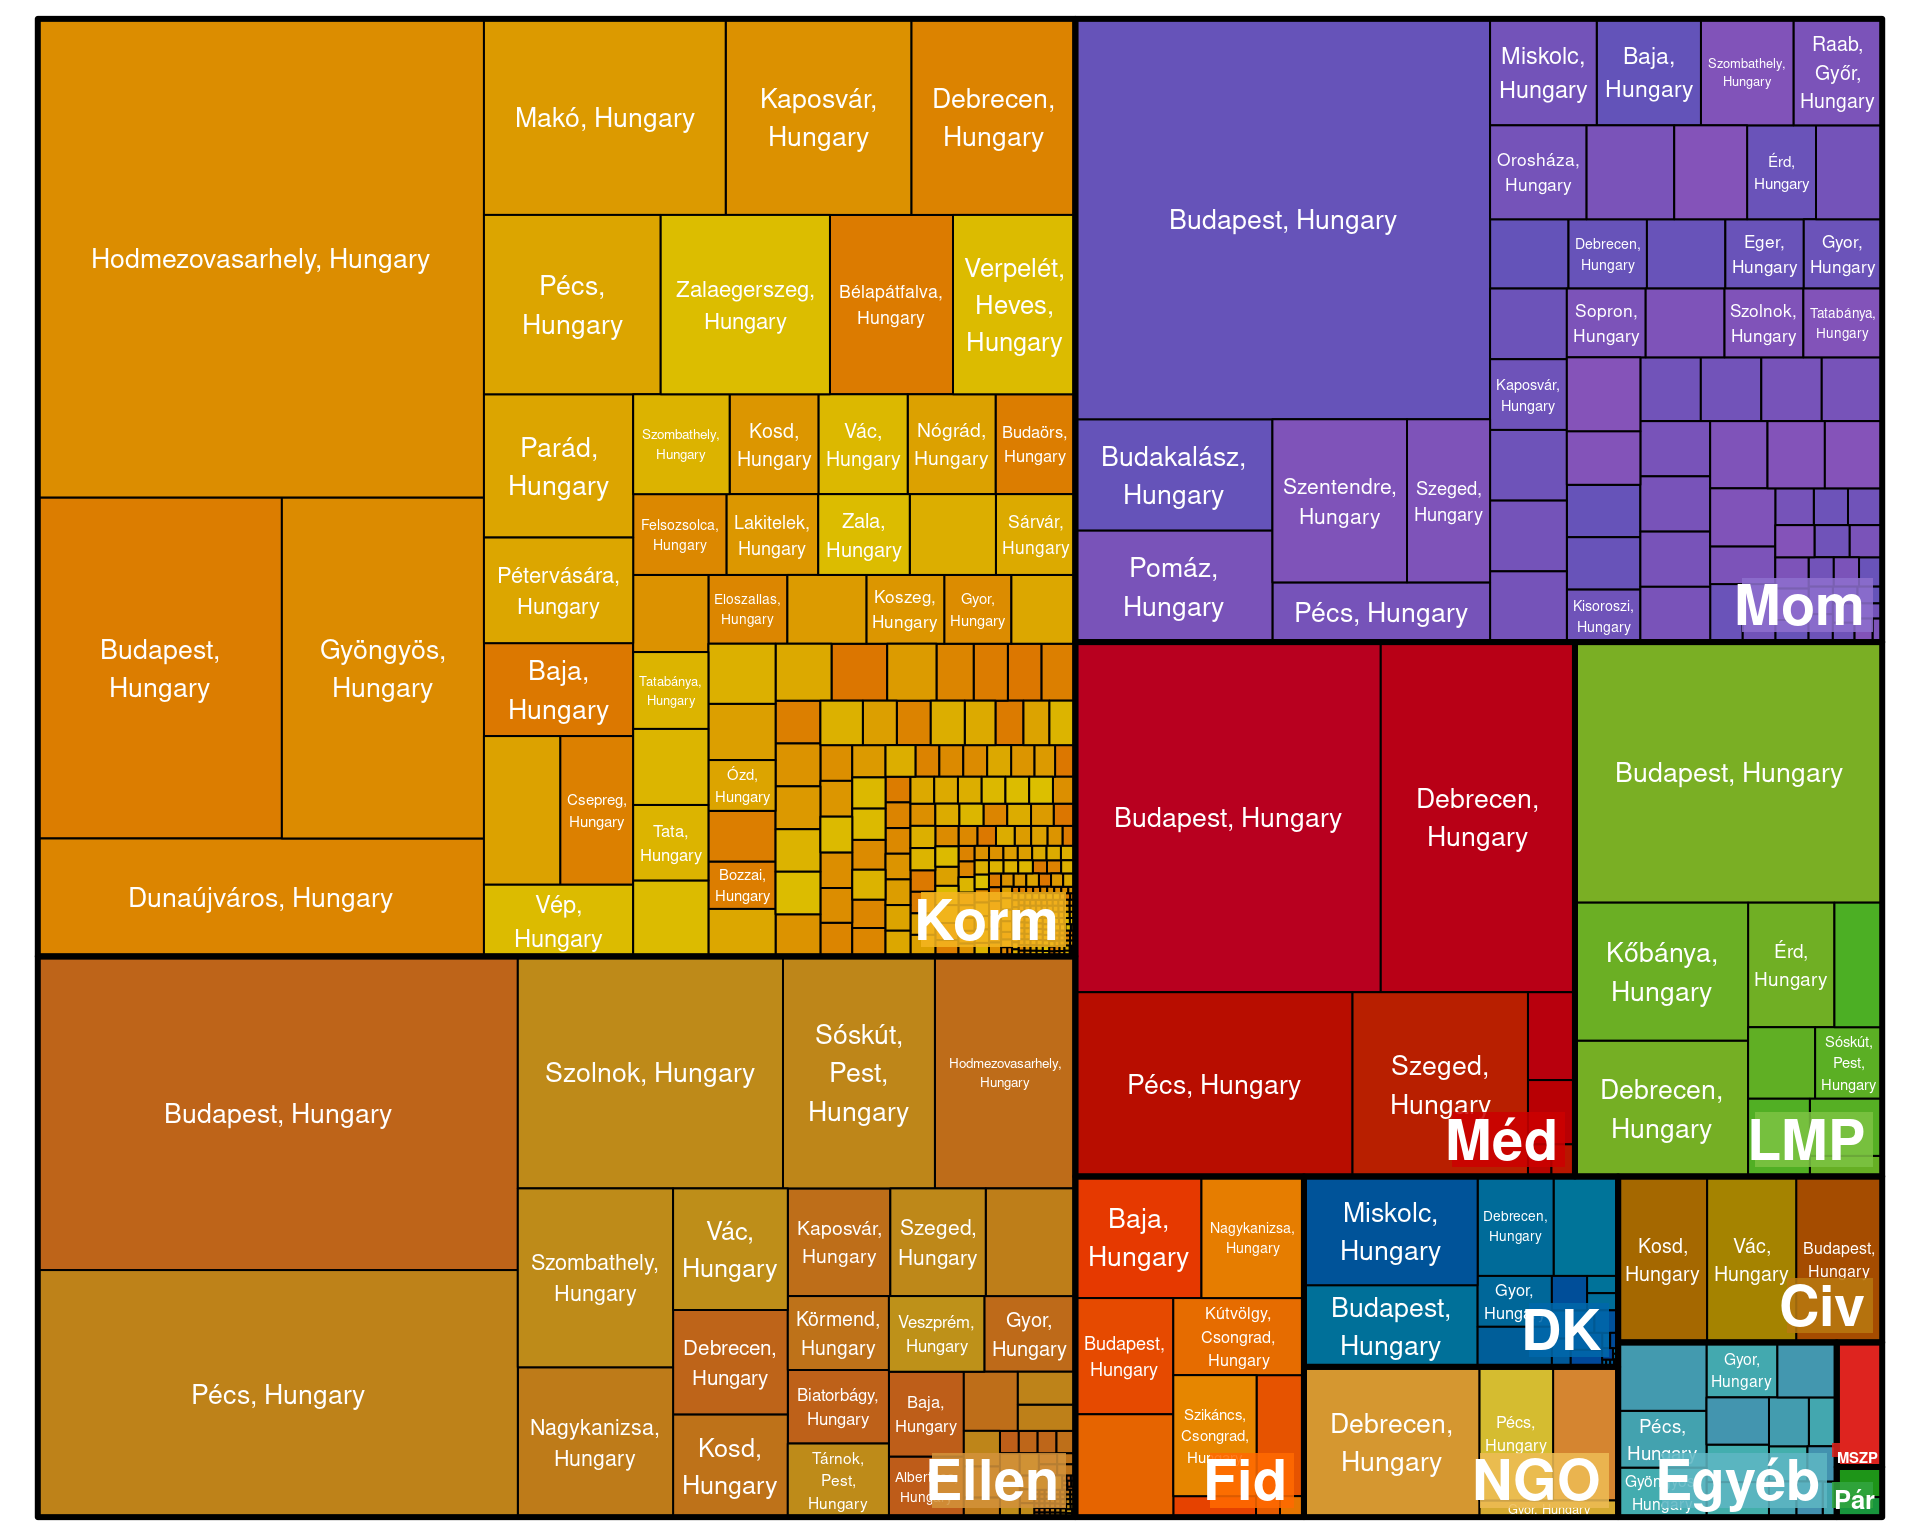 Hodmezovasarhely, Hungary
Budapest,
Hungary
Gyöngyös,
Hungary
Dunaújváros, Hungary
Makó, Hungary
Kaposvár,
Hungary
Debrecen,
Hungary
Pécs,
Hungary
Zalaegerszeg,
Hungary
Bélapátfalva,
Hungary
Verpelét,
Heves,
Hungary
Parád,
Hungary
Szombathely,
Hungary
Kosd,
Hungary
Vác,
Hungary
Nógrád,
Hungary
Budaörs,
Hungary
Felsozsolca,
Hungary
Lakitelek,
Hungary
Zala,
Hungary
Sárvár,
Hungary
Pétervására,
Hungary
Eloszallas,
Hungary
Koszeg,
Hungary
Gyor,
Hungary
Baja,
Hungary
Tatabánya,
Hungary
Csepreg,
Hungary
Ózd,
Hungary
Tata,
Hungary
Bozzai,
Hungary
Vép,
Hungary
Korm
Budapest, Hungary
Miskolc,
Hungary
Baja,
Hungary
Szombathely,
Hungary
Raab,
Győr,
Hungary
Orosháza,
Hungary
Érd,
Hungary
Debrecen,
Hungary
Eger,
Hungary
Gyor,
Hungary
Sopron,
Hungary
Szolnok,
Hungary
Tatabánya,
Hungary
Kaposvár,
Hungary
Budakalász,
Hungary
Szentendre,
Hungary
Szeged,
Hungary
Pomáz,
Hungary
Pécs, Hungary
Kisoroszi,
Hungary
Mom
Budapest, Hungary
Debrecen,
Hungary
Pécs, Hungary
Szeged,
Hungary
Méd
Budapest, Hungary
Kőbánya,
Hungary
Érd,
Hungary
Debrecen,
Hungary
Sóskút,
Pest,
Hungary
LMP
Budapest, Hungary
Pécs, Hungary
Szolnok, Hungary
Sóskút,
Pest,
Hungary
Hodmezovasarhely,
Hungary
Szombathely,
Hungary
Vác,
Hungary
Kaposvár,
Hungary
Szeged,
Hungary
Debrecen,
Hungary
Körmend,
Hungary
Veszprém,
Hungary
Gyor,
Hungary
Nagykanizsa,
Hungary
Biatorbágy,
Hungary
Baja,
Hungary
Kosd,
Hungary
Tárnok,
Pest,
Hungary
Ellen
Baja,
Hungary
Nagykanizsa,
Hungary
Budapest,
Hungary
Kútvölgy,
Csongrad,
Hungary
Szikáncs,
Csongrad,
Fid
Miskolc,
Hungary
Debrecen,
Hungary
Budapest,
Hungary
Gyor,
Hungary
DK
Kosd,
Hungary
Vác,
Hungary
Budapest,
Hungary
Civ
Debrecen,
Hungary
Pécs,
Hungary
Gyor, Hungary
NGO
Gyor,
Hungary
Pécs,
Hungary
Egyéb
MSZP
Pár